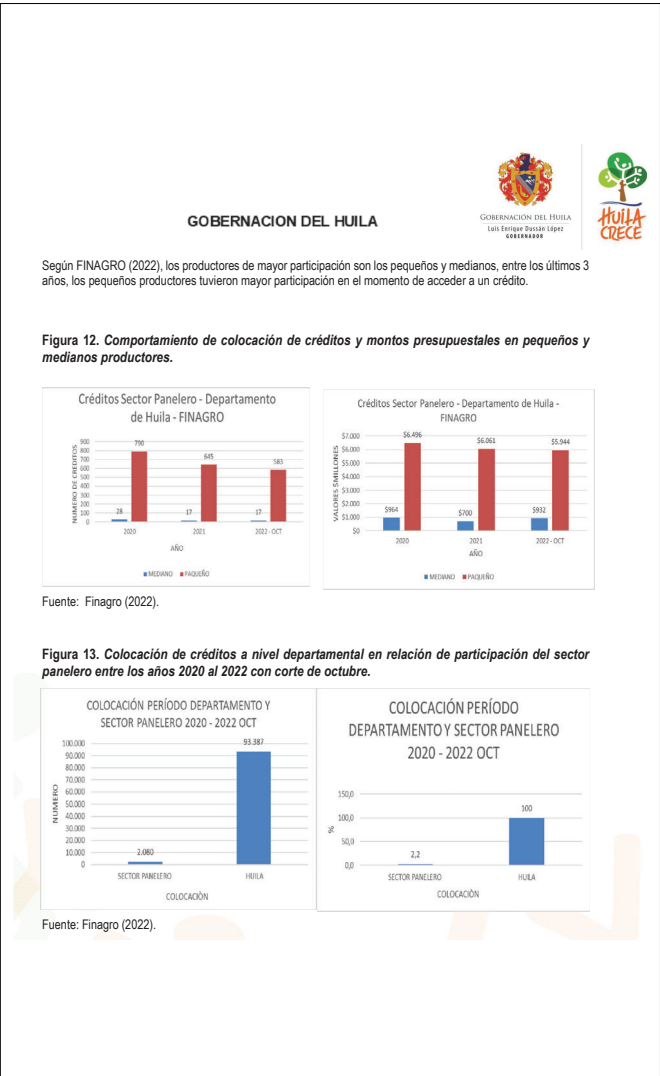 GOBERNACION DEL HUILA
GOBERNACIÓN DEL HUILA
Luis Enrique Dussán López
GOBERNADOR
HUILA
CRECE
Según FINAGRO (2022), los productores de mayor participación son los pequeños y medianos, entre los últimos 3
años, los pequeños productores tuvieron mayor participación en el momento de acceder a un crédito.
Figura 12. Comportamiento de colocación de créditos y montos presupuestales en pequeños y
medianos productores.
Créditos Sector Panelero - Departamento
de Huila - FINAGRO
NUMERO DE CREDITOS
900
800
700
600
500
400
300
200
100
0
28
790
17
645
17
583
2020
2021
2022 - OCT
AÑO
MEDIANO
PAQUEÑO
Créditos Sector Panelero - Departamento de Huila -
FINAGRO
VALORES $MILLONES
$7.000
$6.000
$5.000
$4.000
$3.000
$2.000
$1.000
$0
$964
$6.496
$700
$6.061
$932
$5.944
2020
2021
2022 - OCT
AÑO
MEDIANO
PAQUEÑO
Fuente: Finagro (2022).
Figura 13. Colocación de créditos a nivel departamental en relación de participación del sector
panelero entre los años 2020 al 2022 con corte de octubre.
COLOCACIÓN PERÍODO DEPARTAMENTO Y
SECTOR PANELERO 2020 - 2022 OCT
NUMERO
100.000
90.000
80.000
70.000
60.000
50.000
40.000
30.000
20.000
10.000
0
2.080
93.387
SECTOR PANELERO
HUILA
COLOCACIÒN
COLOCACIÓN PERÍODO
DEPARTAMENTO Y SECTOR PANELERO
2020 - 2022 OCT
%
150,0
100,0
50,0
0,0
2,2
100
SECTOR PANELERO
HUILA
COLOCACIÒN
Fuente: Finagro (2022).